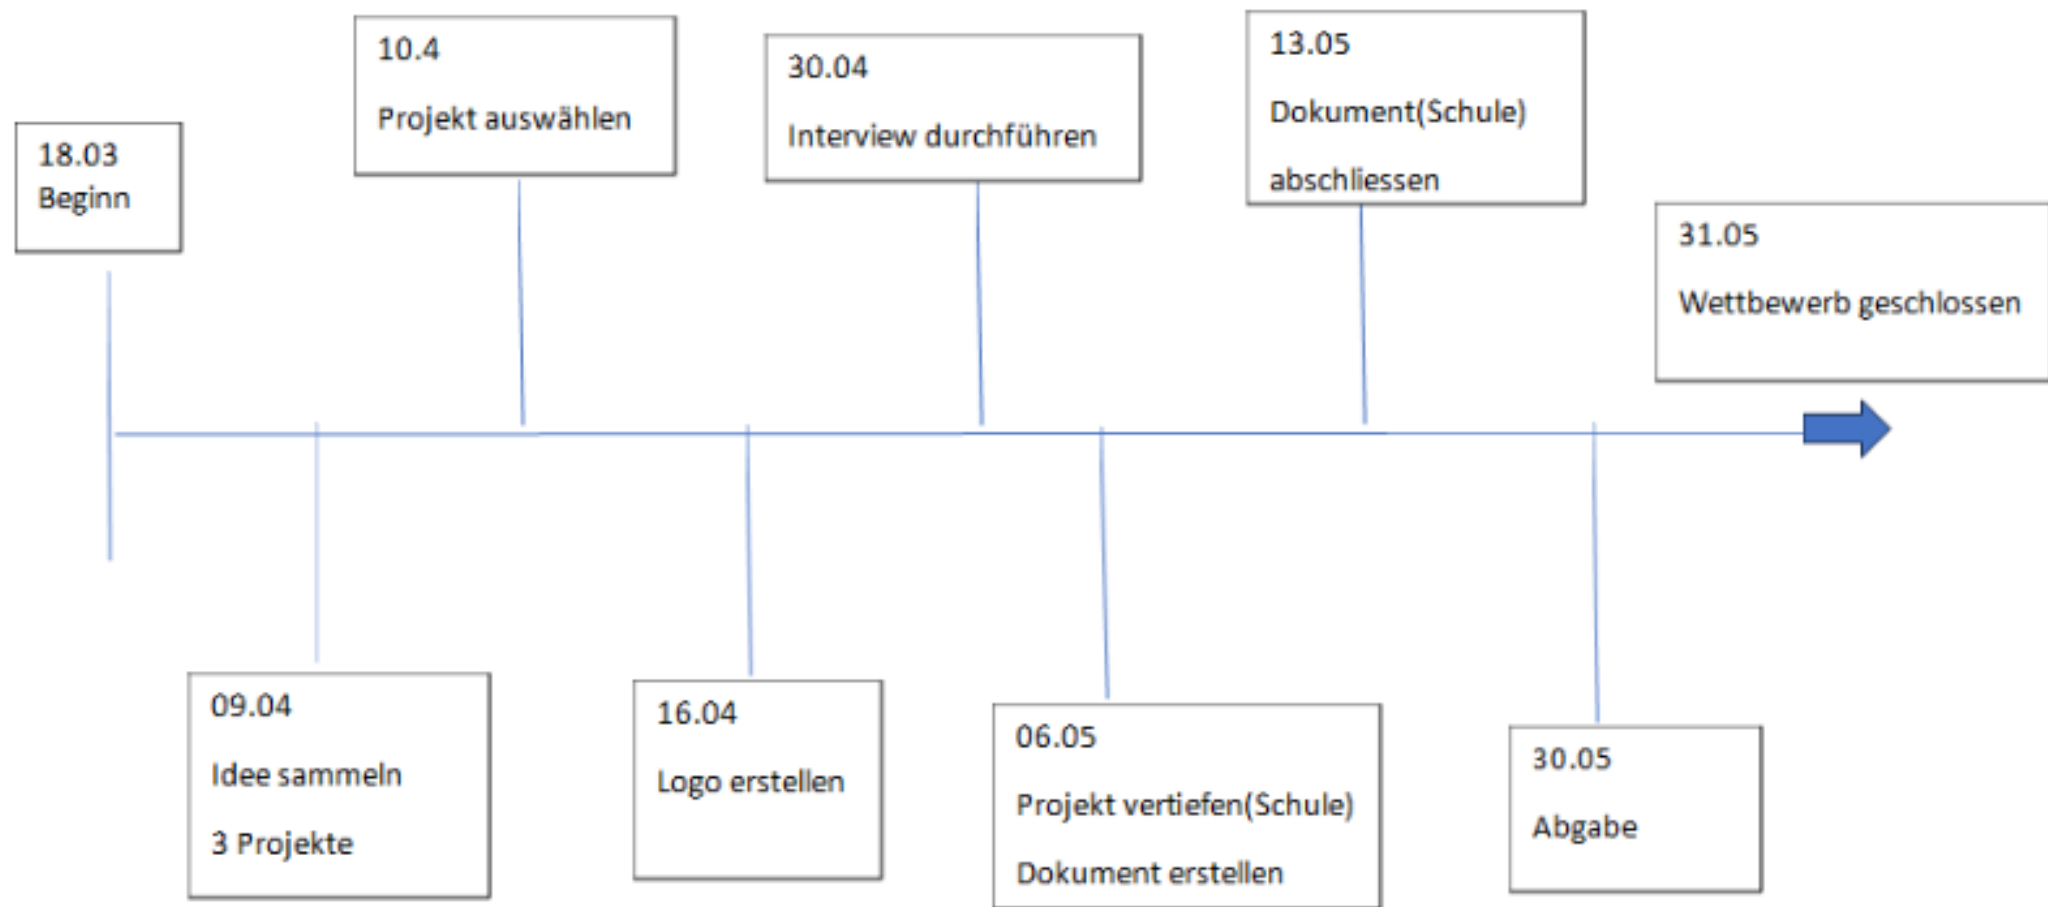 18.03
Beginn
09.04
Idee sammeln
3 Projekte
10.4
Projekt auswählen
16.04
Logo erstellen
30.04
Interview durchführen
06.05
Projekt vertiefen(Schule)
Dokument erstellen
13.05
Dokument(Schule)
abschliessen
30.05
Abgabe
31.05
Wettbewerb geschlossen